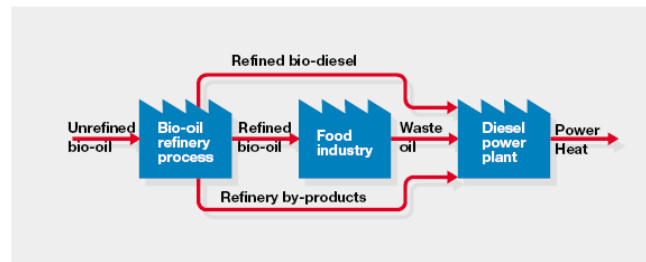 Refined bio-diesel
Unrefined
bio-oil
Bio-oil
refinery
process
Refined
bio-oil
Food
industry
Waste
oil
Diesel
power
plant
Power
Heat
Refinery by-products